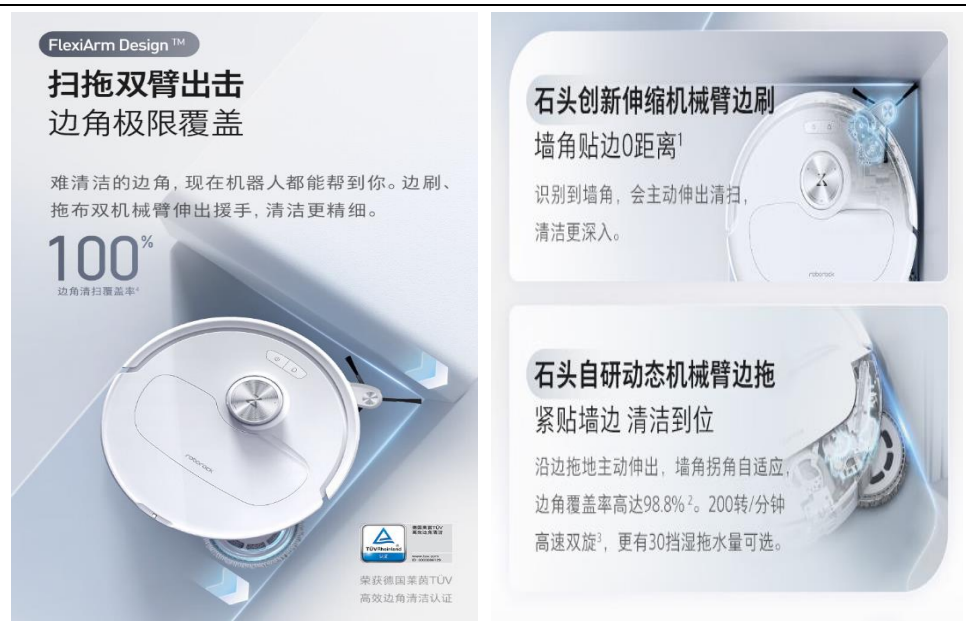 FlexiArm Design™
扫拖双臂出击
边角极限覆盖
难清洁的边角,现在机器人都能帮到你。边刷、
拖布双机械臂伸出援手,清洁更精细。
100%
边角清扫覆盖率
roborock
TÜVRheinland
荣获德国莱茵TÜV
高效边角清洁认证
石头创新伸缩机械臂边刷
墙角贴边0距离¹
识别到墙角,会主动伸出清扫,
清洁更深入。
roborock
石头自研动态机械臂边拖
紧贴墙边 清洁到位
沿边拖地主动伸出,墙角拐角自适应,
边角覆盖率高达98.8%²。200转/分钟
高速双旋³,更有30挡湿拖水量可选。